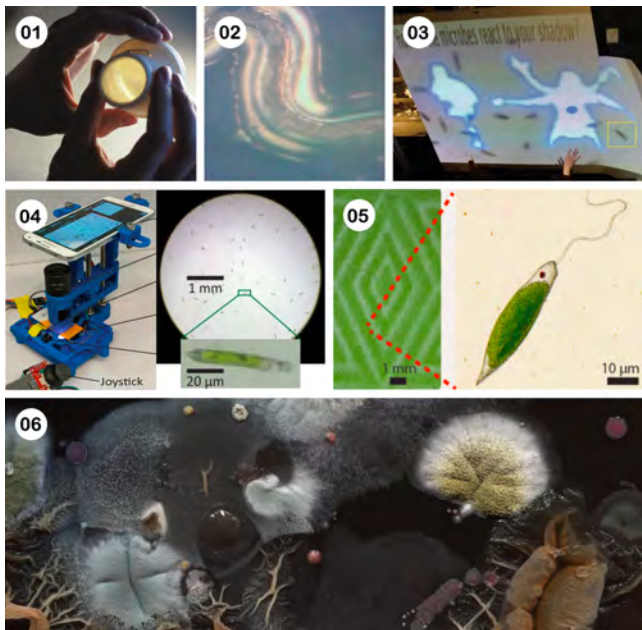 01
02
03
microbes react to your shadow?
04
1 mm
20 μm
Joystick
05
1 mm
10 μm
06